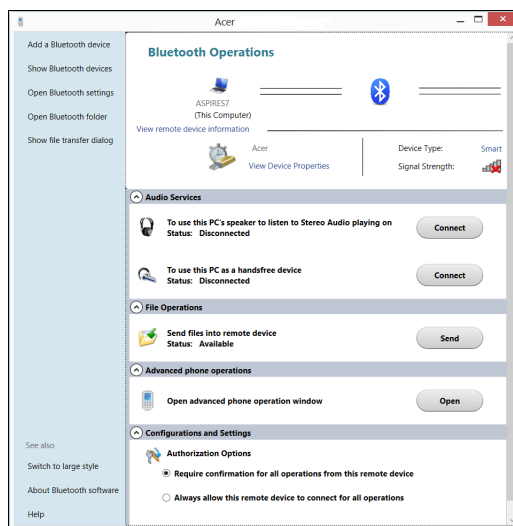 Acer
Add a Bluetooth device
Show Bluetooth devices
Open Bluetooth settings
Open Bluetooth folder
Show file transfer dialog
See also
Switch to large style
About Bluetooth software
Help
Bluetooth Operations
ASPIRES7
(This Computer)
View remote device information
Acer
View Device Properties
Device Type: Smart
Signal Strength:
Audio Services
To use this PC's speaker to listen to Stereo Audio playing on
Status: Disconnected
Connect
To use this PC as a handsfree device
Status: Disconnected
Connect
File Operations
Send files into remote device
Status: Available
Send
Advanced phone operations
Open advanced phone operation window
Open
Configurations and Settings
Authorization Options
Require confirmation for all operations from this remote device
Always allow this remote device to connect for all operations